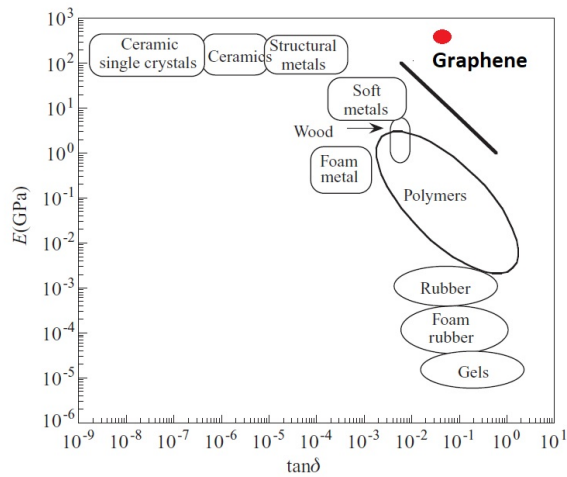 10³
10²
10¹
10⁰
10⁻¹
10⁻²
10⁻³
10⁻⁴
10⁻⁵
10⁻⁶
E(GPa)
Ceramic
single crystals
Ceramics
Structural
metals
Graphene
Soft
metals
Wood
Foam
metal
Polymers
Rubber
Foam
rubber
Gels
10⁻⁹ 10⁻⁸ 10⁻⁷ 10⁻⁶ 10⁻⁵ 10⁻⁴ 10⁻³ 10⁻² 10⁻¹ 10⁰ 10¹
tanδ